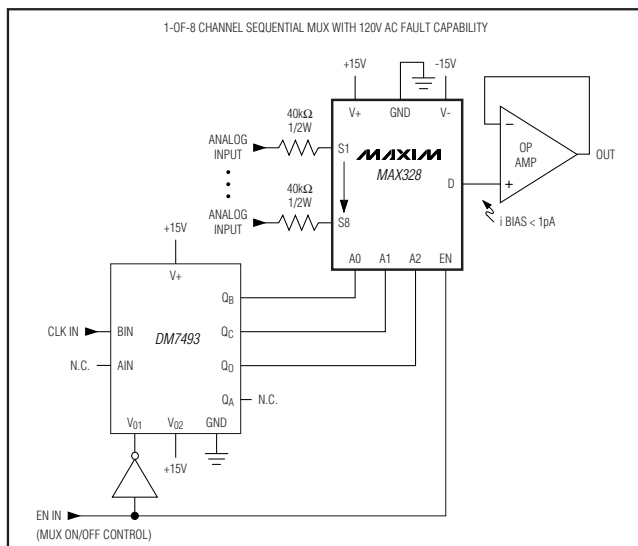 1-OF-8 CHANNEL SEQUENTIAL MUX WITH 120V AC FAULT CAPABILITY
+15V
-15V
V+
GND
V-
40kΩ
1/2W
ANALOG
INPUT
S1
MAXIM
MAX328
40kΩ
1/2W
ANALOG
INPUT
S8
D
−
OP
AMP
+
OUT
i BIAS < 1pA
A0
A1
A2
EN
+15V
V+
QB
CLK IN
BIN
DM7493
QC
N.C.
AIN
QO
QA
N.C.
V01
V02
GND
+15V
EN IN
(MUX ON/OFF CONTROL)